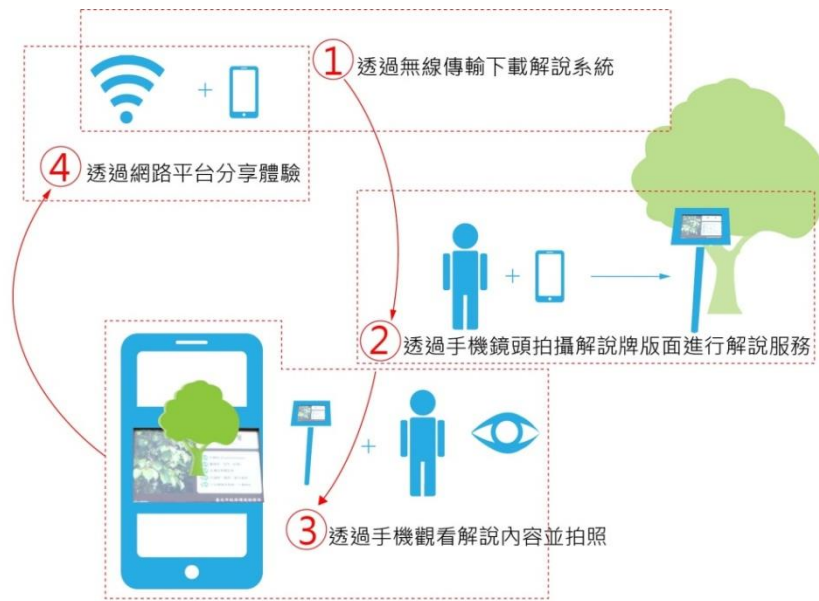 1 透過無線傳輸下載解說系統
4 透過網路平台分享體驗
2 透過手機鏡頭拍攝解說牌版面進行解說服務
3 透過手機觀看解說內容並拍照